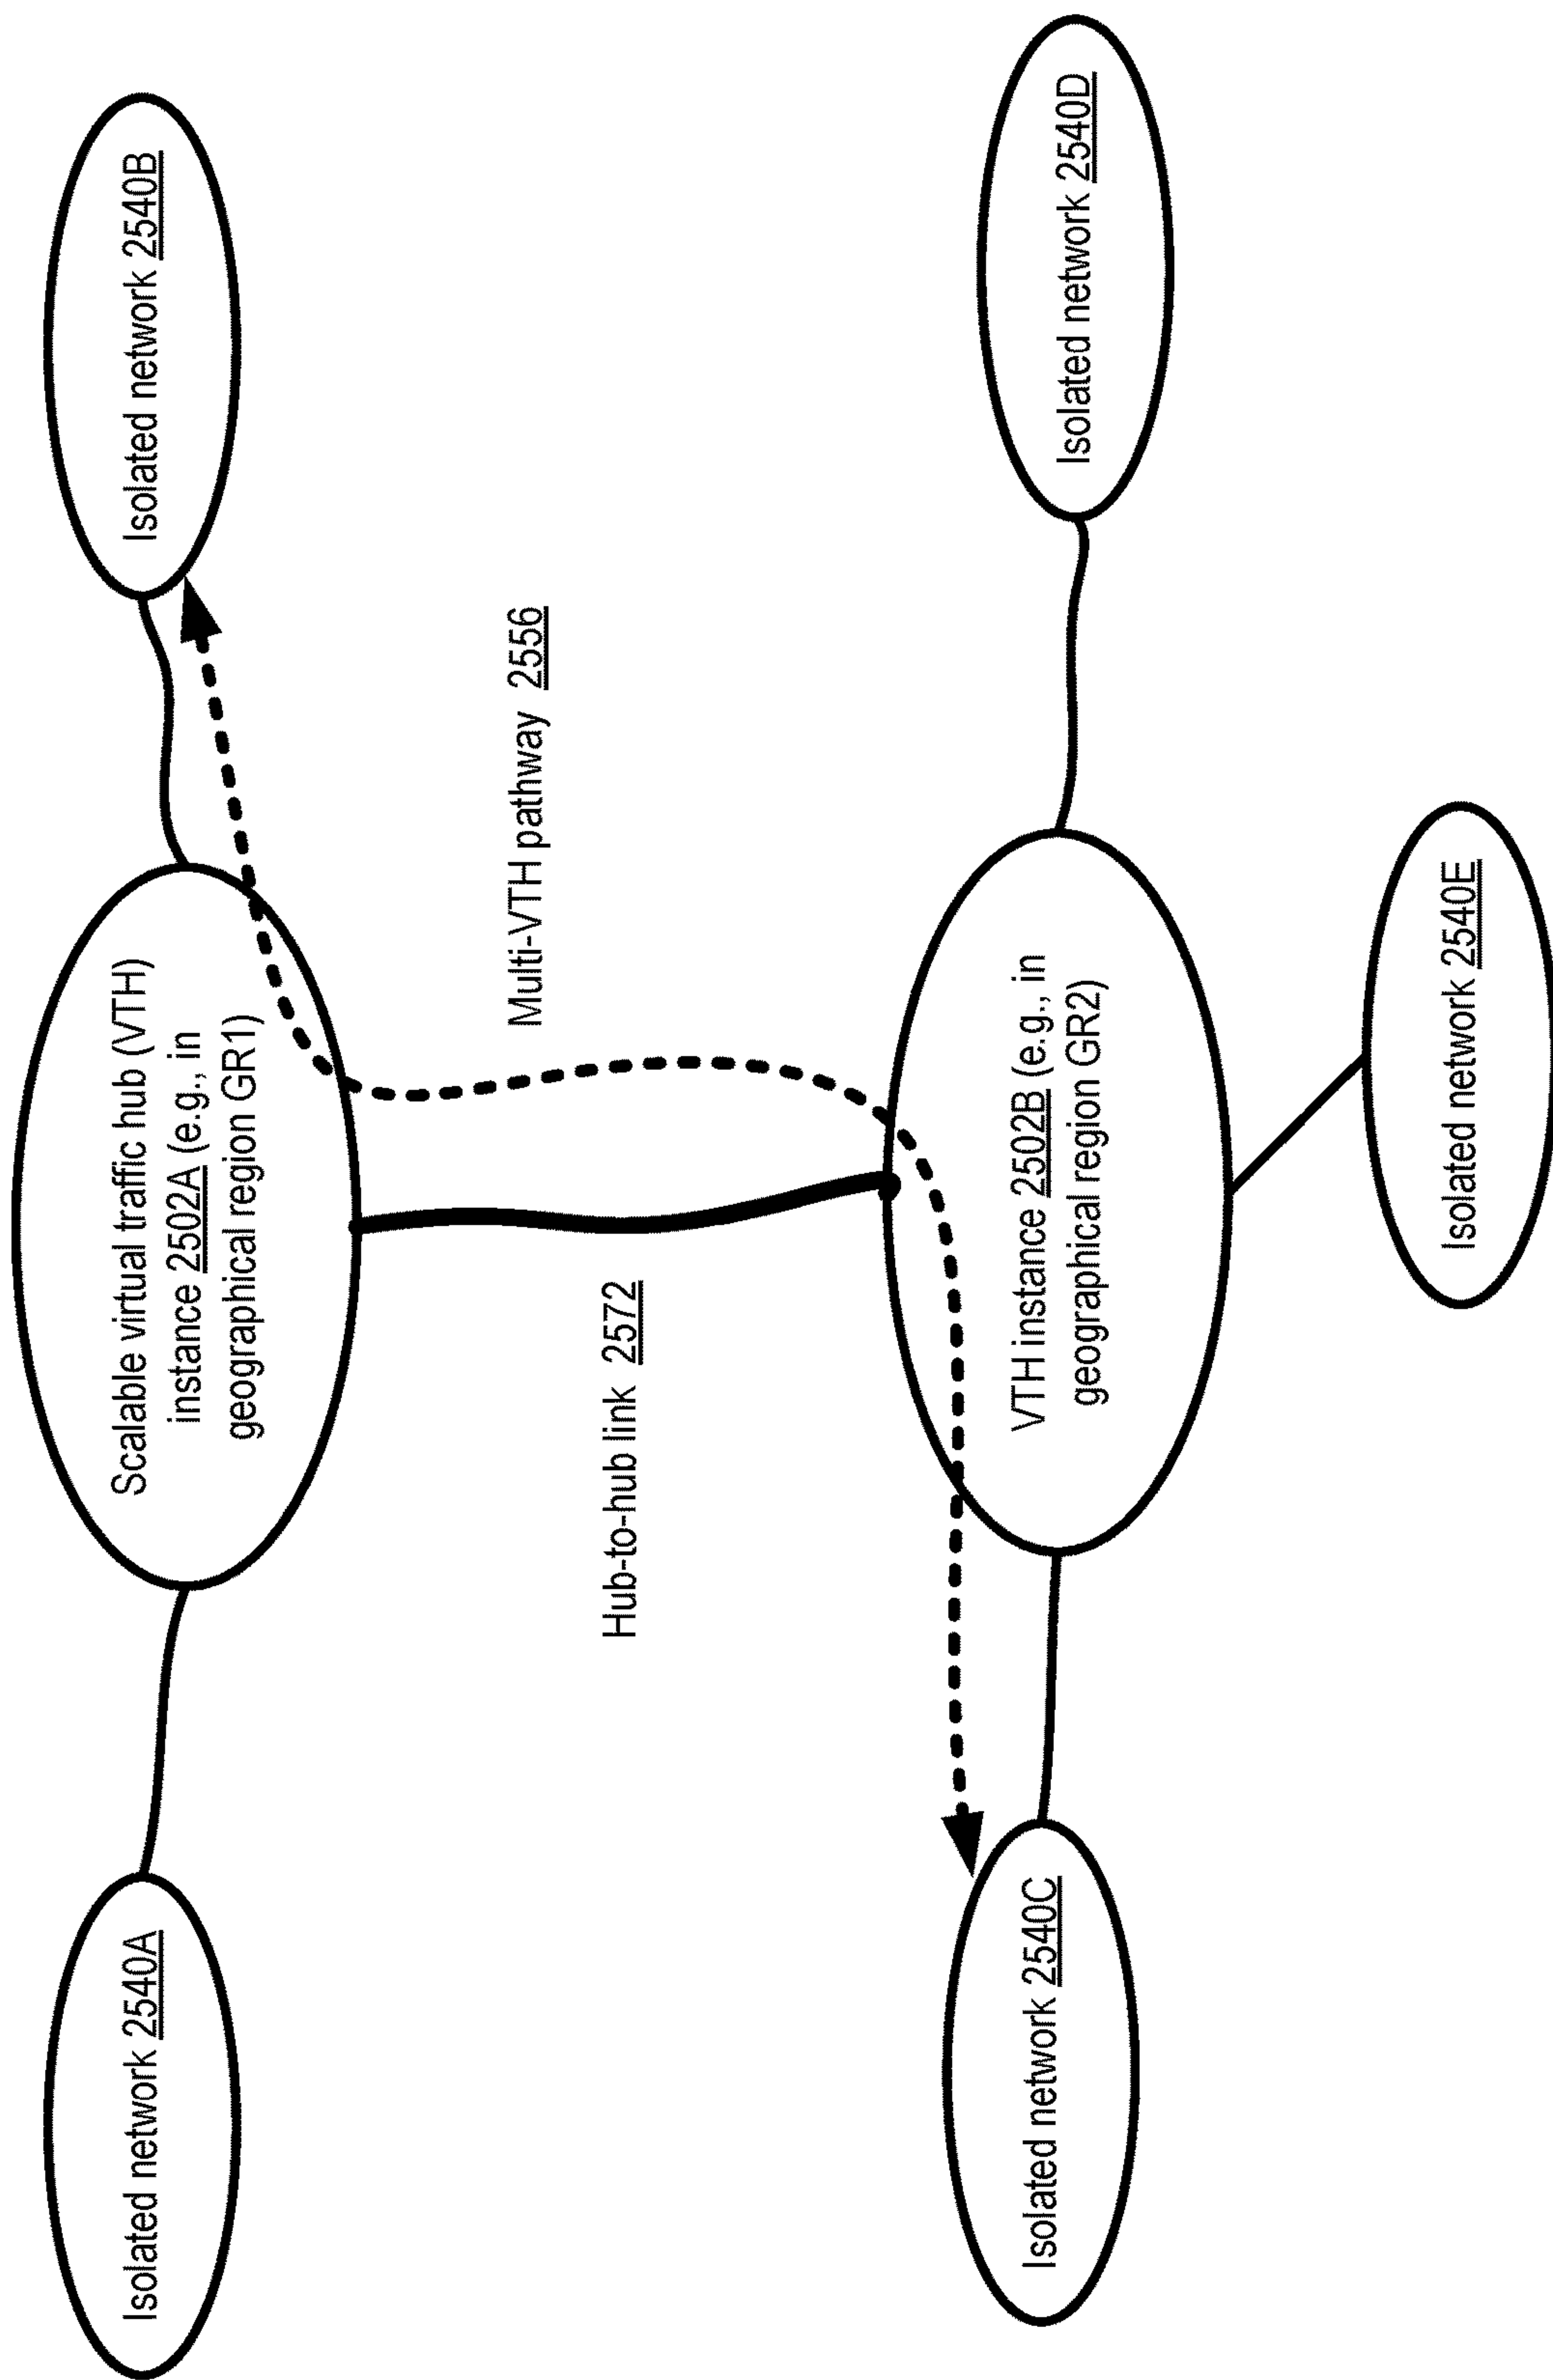 Isolated network 2540A
Scalable virtual traffic hub (VTH)
instance 2502A (e.g., in
geographical region GR1)
Isolated network 2540B
Hub-to-hub link 2572
Multi-VTH pathway 2556
Isolated network 2540C
VTH instance 2502B (e.g., in
geographical region GR2)
Isolated network 2540D
Isolated network 2540E